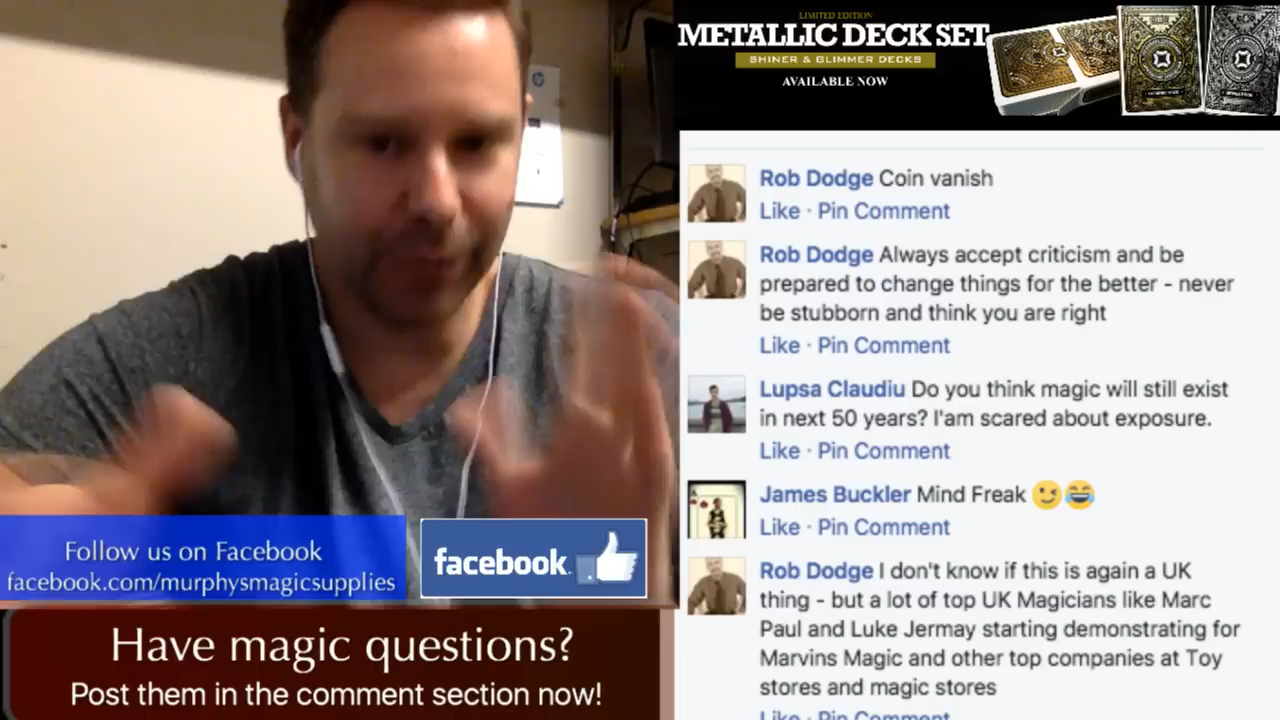 LIMITED EDITION
METALLIC DECK SET
SHINER & GLIMMER DECKS
AVAILABLE NOW
Rob Dodge Coin vanish
Like · Pin Comment
Rob Dodge Always accept criticism and be
prepared to change things for the better - never
be stubborn and think you are right
Like · Pin Comment
Lupsa Claudiu Do you think magic will still exist
in next 50 years? I'am scared about exposure.
Like · Pin Comment
James Buckler Mind Freak 😉😂
Like · Pin Comment
Rob Dodge I don't know if this is again a UK
thing - but a lot of top UK Magicians like Marc
Paul and Luke Jermay starting demonstrating for
Marvins Magic and other top companies at Toy
stores and magic stores
Like · Pin Comment
Follow us on Facebook
facebook.com/murphysmagicsupplies
facebook
Have magic questions?
Post them in the comment section now!